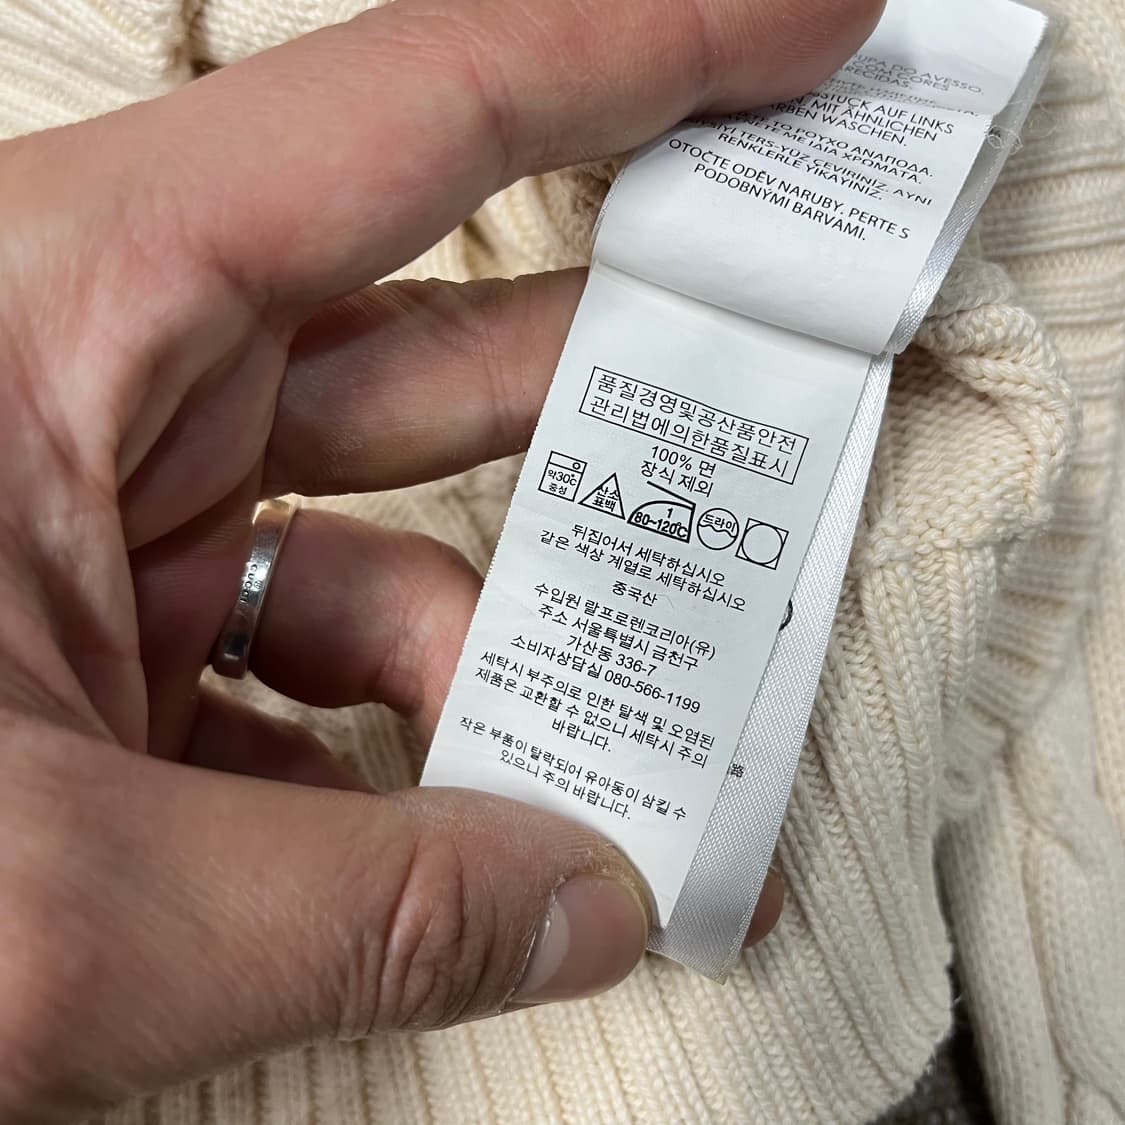 DO AVESSO.
COM CORES
AUF LINKS
MIT ÄHNLICHEN
WASCHEN.
ΤΟ ΡΟΥΧΟ ΑΝΑΠΟΔΑ.
ΜΕ ΙΔΙΑ ΧΡΩΜΑΤΑ.
TERS-YÜZ ÇEVİRİNİZ. AYNI
RENKLERLE YIKAYINIZ.
OTOČTE ODĚV NARUBY. PERTE S
PODOBNÝMI BARVAMI.
품질경영및공산품안전
관리법에의한품질표시
100% 면
장식 제외
약30℃
중성
산소
표백
1
80~120℃
드라이
뒤집어서 세탁하십시오
같은 색상 계열로 세탁하십시오
중국산
수입원 랄프로렌코리아(유)
주소 서울특별시 금천구
가산동 336-7
소비자상담실 080-566-1199
세탁시 부주의로 인한 탈색 및 오염된
제품은 교환할 수 없으니 세탁시 주의
바랍니다.
작은 부품이 탈락되어 유아동이 삼킬 수
있으니 주의 바랍니다.
GUCCI